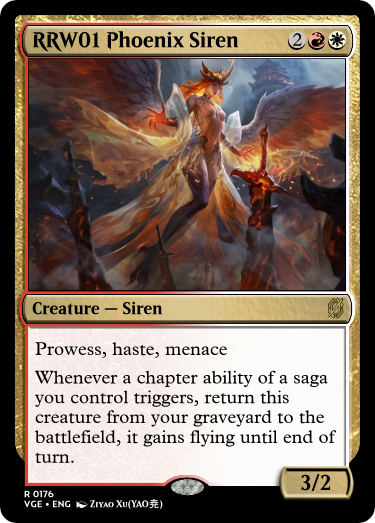 RRW01 Phoenix Siren 2
Creature — Siren
Prowess, haste, menace
Whenever a chapter ability of a saga
you control triggers, return this
creature from your graveyard to the
battlefield, it gains flying until end of
turn.
3/2
R 0176
VGE • ENG Ziyao Xu(YAO尧)